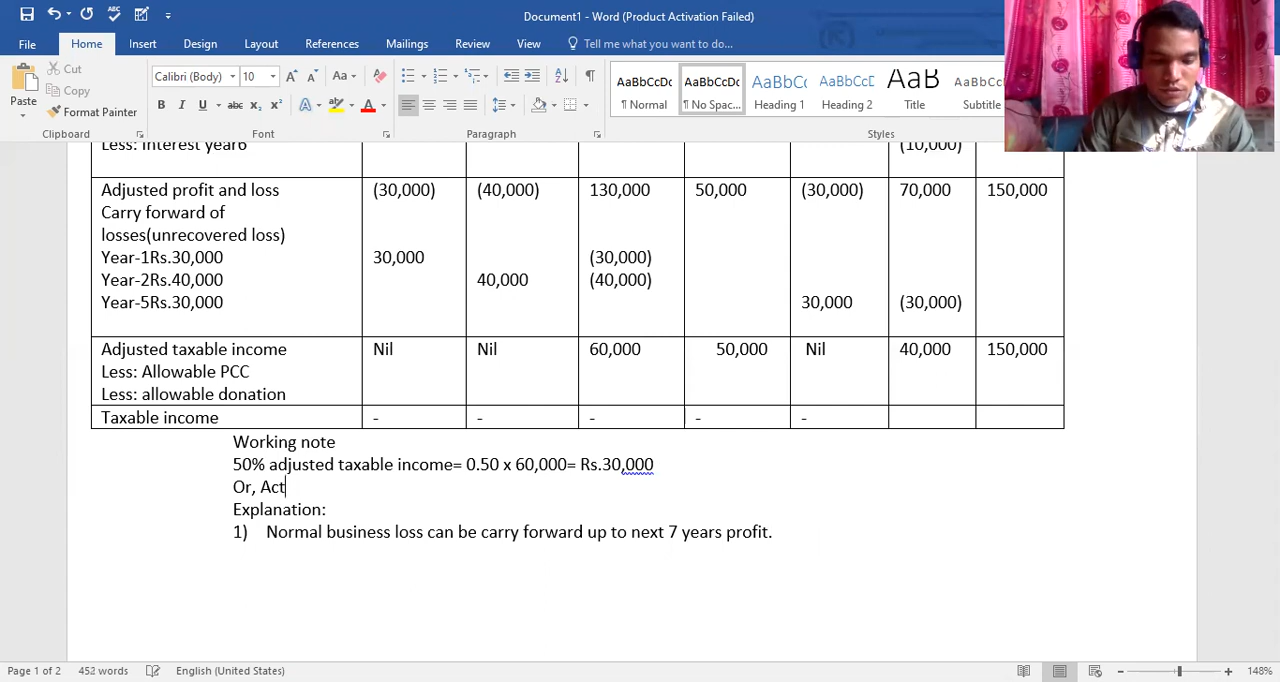 Document1 - Word (Product Activation Failed)
File Home Insert Design Layout References Mailings Review View Tell me what you want to do...
Paste Cut Copy Format Painter
Calibri (Body) 10
AaBbCcDc AaBbCcDc AaBbCc AaBbCcE AaB AaBbCcD
¶ Normal ¶ No Spac... Heading 1 Heading 2 Title Subtitle
Clipboard Font Paragraph Styles
Less: Interest year6 (10,000)
Adjusted profit and loss (30,000) (40,000) 130,000 50,000 (30,000) 70,000 150,000
Carry forward of
losses(unrecovered loss)
Year-1Rs.30,000 30,000 (30,000)
Year-2Rs.40,000 40,000 (40,000)
Year-5Rs.30,000 30,000 (30,000)
Adjusted taxable income Nil Nil 60,000 50,000 Nil 40,000 150,000
Less: Allowable PCC
Less: allowable donation
Taxable income - - - - -
Working note
50% adjusted taxable income= 0.50 x 60,000= Rs.30,000
Or, Act
Explanation:
1) Normal business loss can be carry forward up to next 7 years profit.
Page 1 of 2 452 words English (United States) 148%